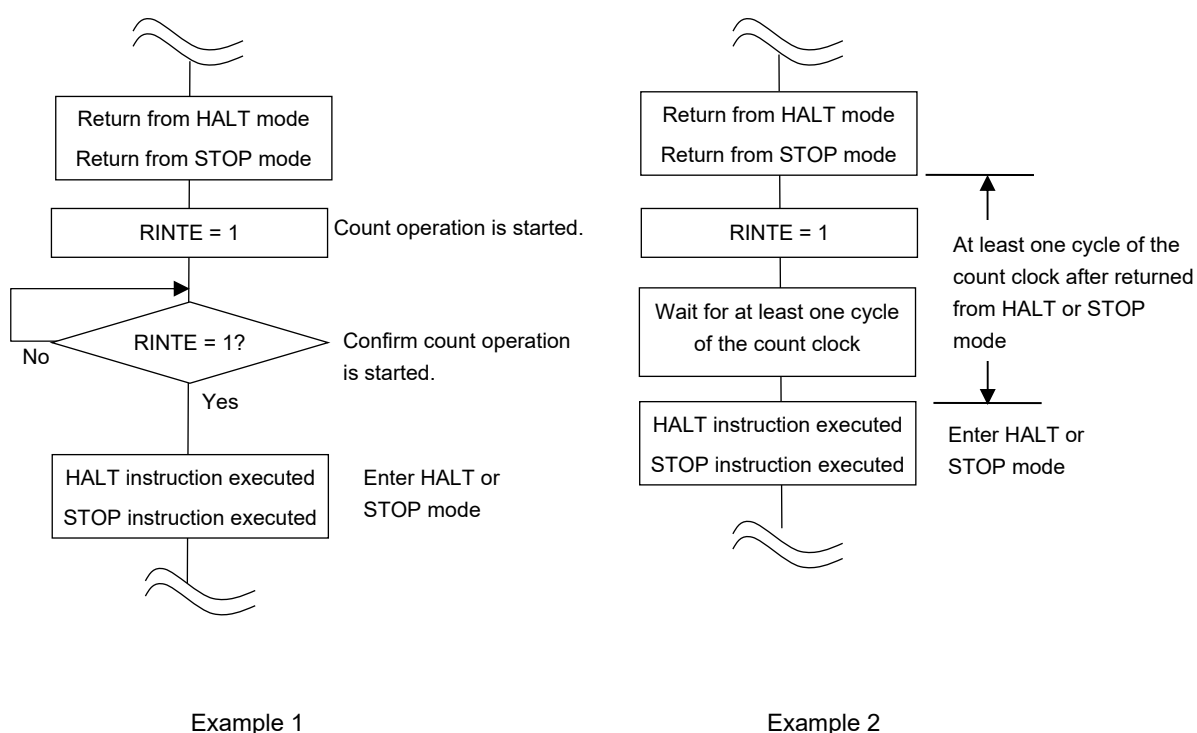 Return from HALT mode
Return from STOP mode
RINTE = 1
Count operation is started.
RINTE = 1?
No
Confirm count operation
is started.
Yes
HALT instruction executed
STOP instruction executed
Enter HALT or
STOP mode
Example 1
Return from HALT mode
Return from STOP mode
RINTE = 1
Wait for at least one cycle
of the count clock
At least one cycle of the
count clock after returned
from HALT or STOP
mode
HALT instruction executed
STOP instruction executed
Enter HALT or
STOP mode
Example 2